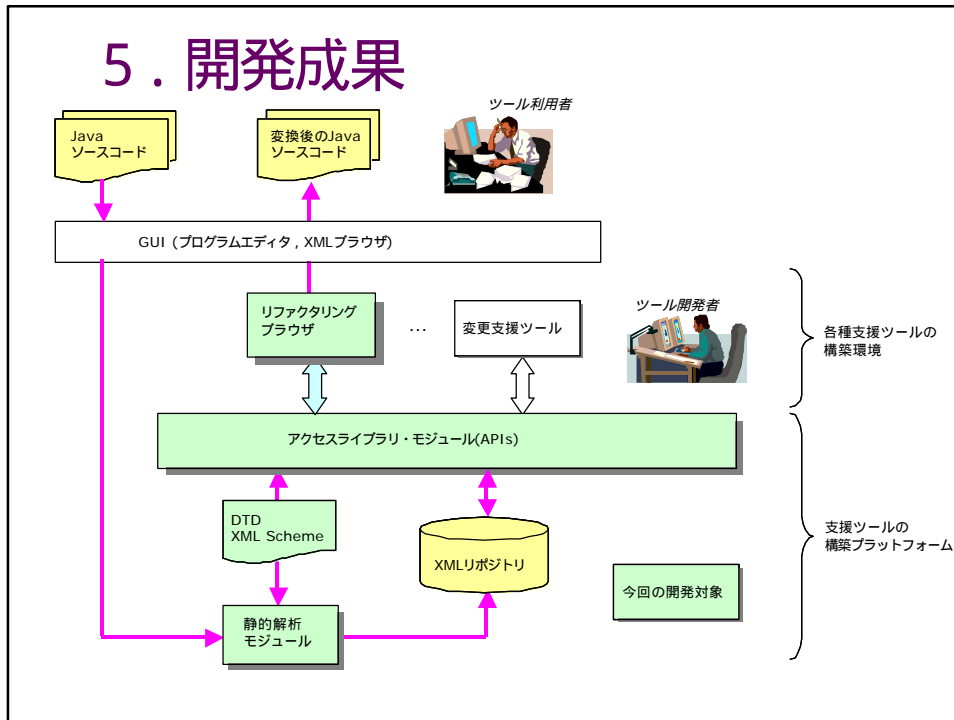 5．開発成果
ツール利用者
Java
ソースコード
変換後のJava
ソースコード
GUI（プログラムエディタ，XMLブラウザ)
リファクタリング
ブラウザ
…
変更支援ツール
ツール開発者
各種支援ツールの
構築環境
アクセスライブラリ・モジュール(APIs)
DTD
XML Scheme
XMLリポジトリ
支援ツールの
構築プラットフォーム
今回の開発対象
静的解析
モジュール